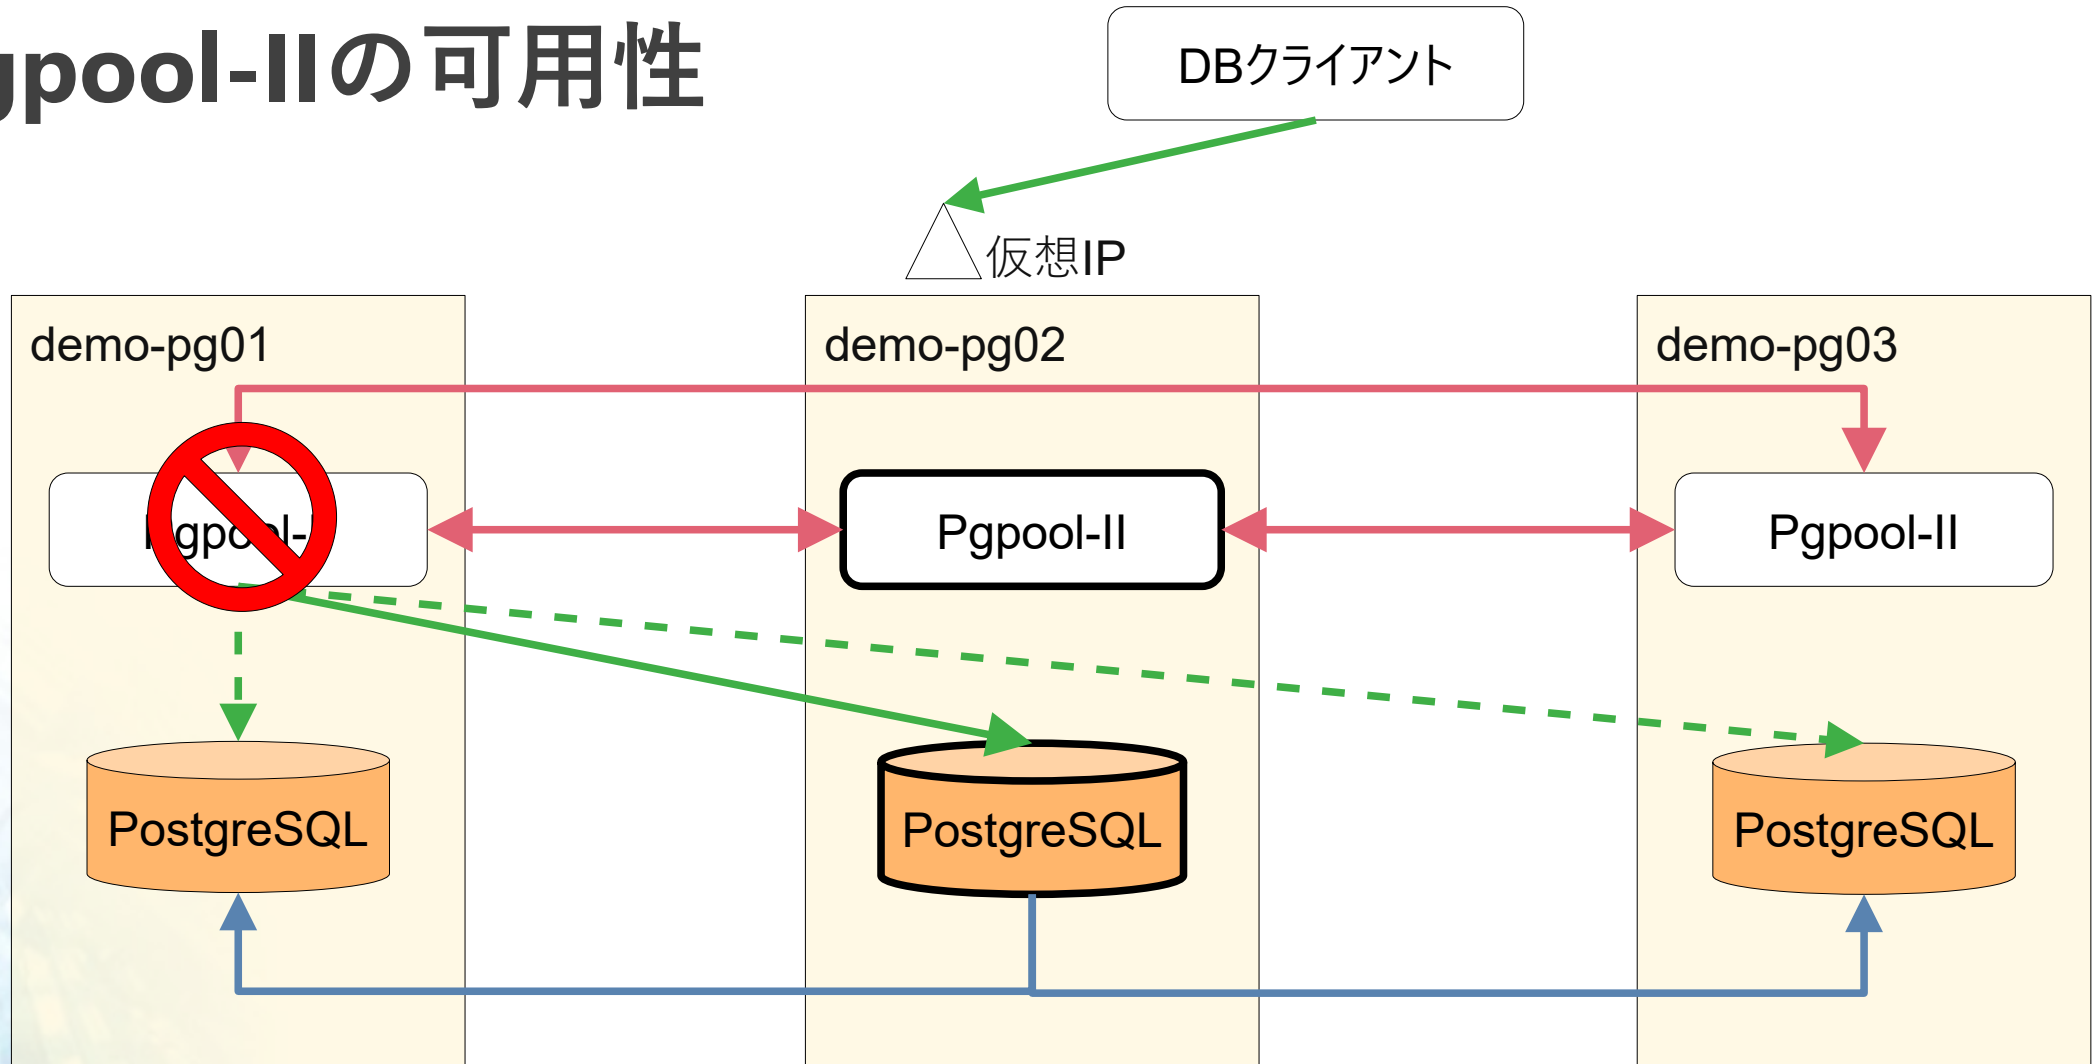 gpool-IIの可用性
DBクライアント
仮想IP
demo-pg01
demo-pg02
demo-pg03
Pgpool-II
Pgpool-II
PostgreSQL
PostgreSQL
PostgreSQL